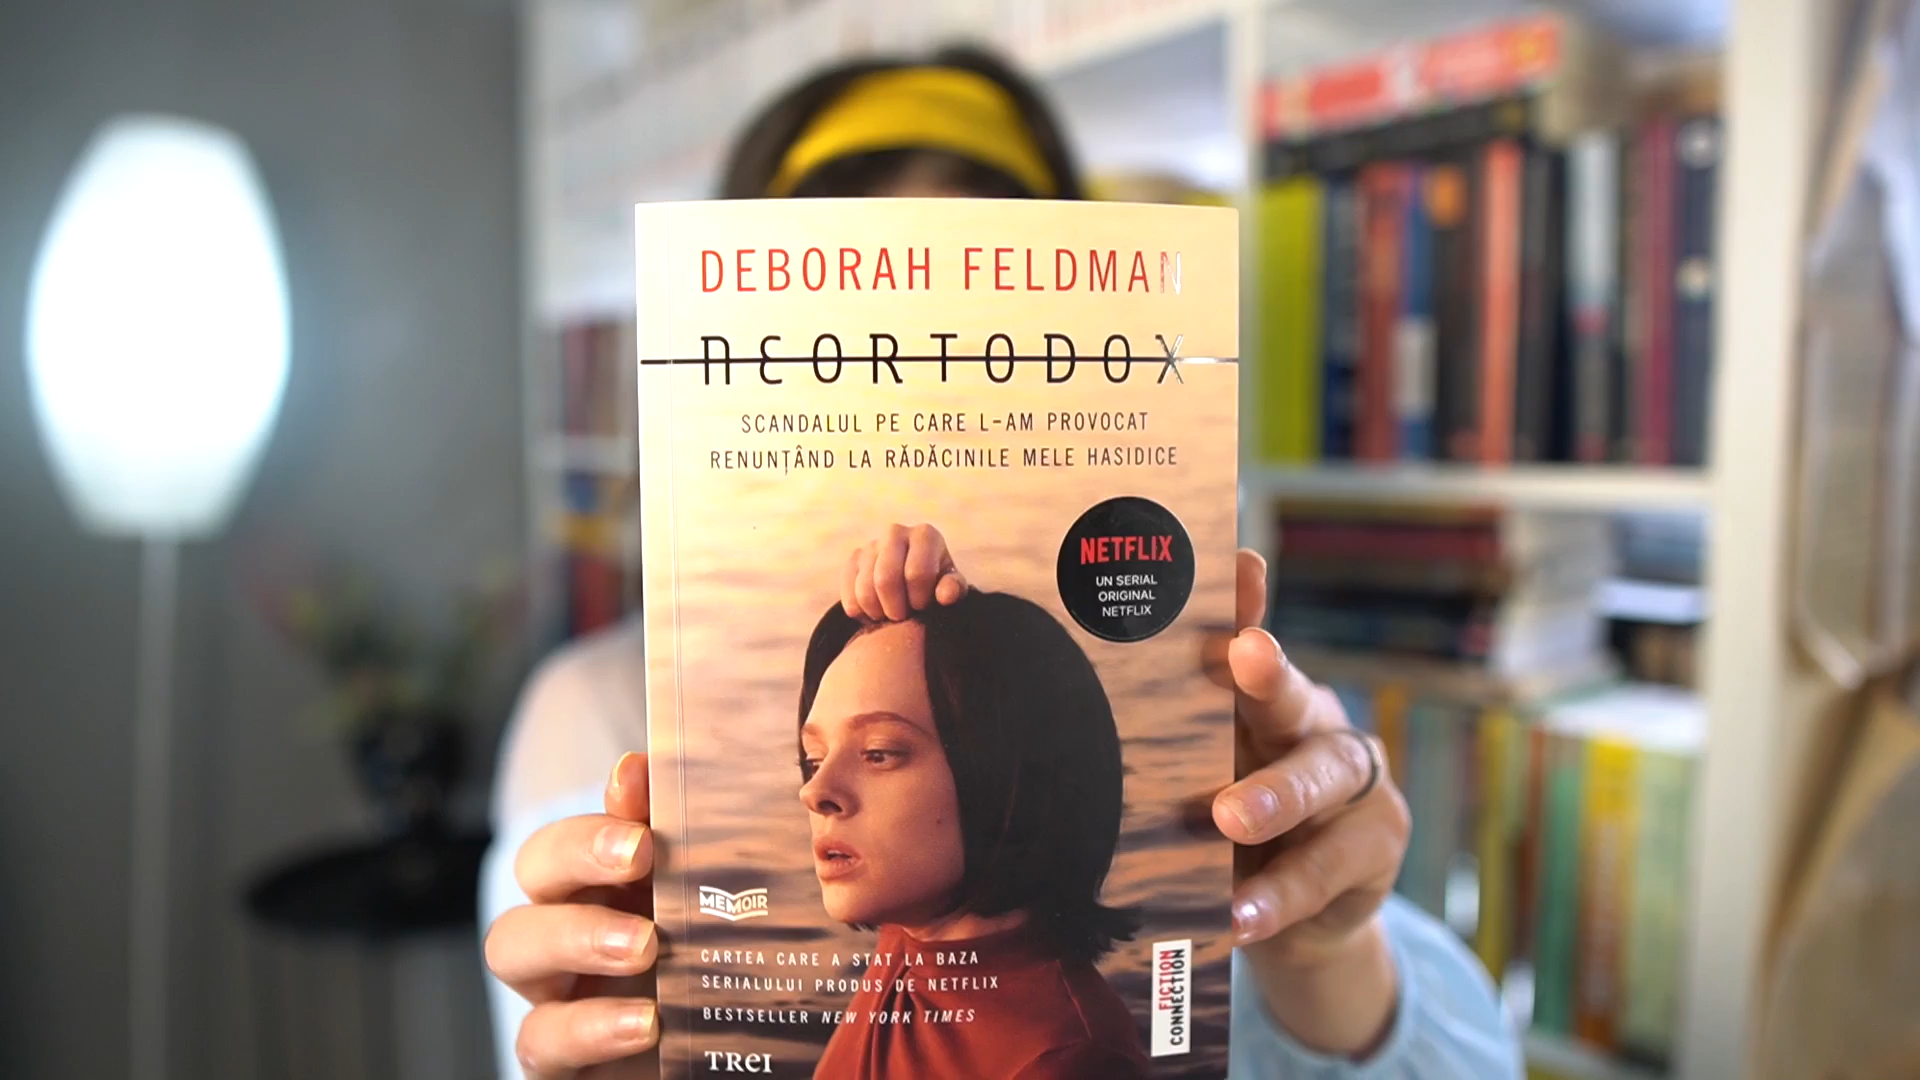 DEBORAH FELDMAN
NEORTODOX
SCANDALUL PE CARE L-AM PROVOCAT
RENUNȚÂND LA RĂDĂCINILE MELE HASIDICE
NETFLIX
UN SERIAL
ORIGINAL
NETFLIX
MEMOIR
CARTEA CARE A STAT LA BAZA
SERIALULUI PRODUS DE NETFLIX
BESTSELLER NEW YORK TIMES
FICTION
CONNECTION
TREI